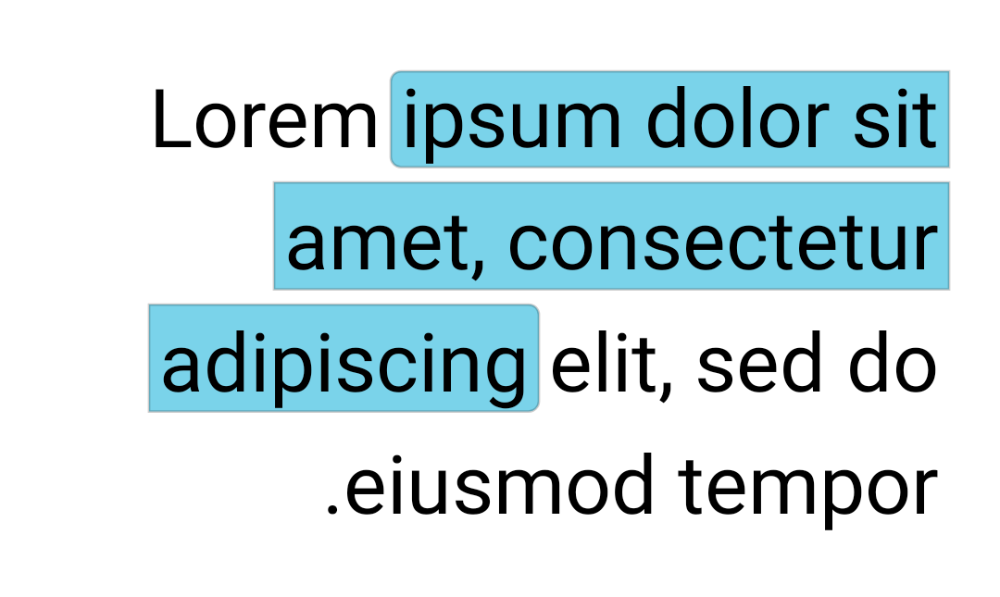 Lorem ipsum dolor sit
amet, consectetur
adipiscing elit, sed do
.eiusmod tempor